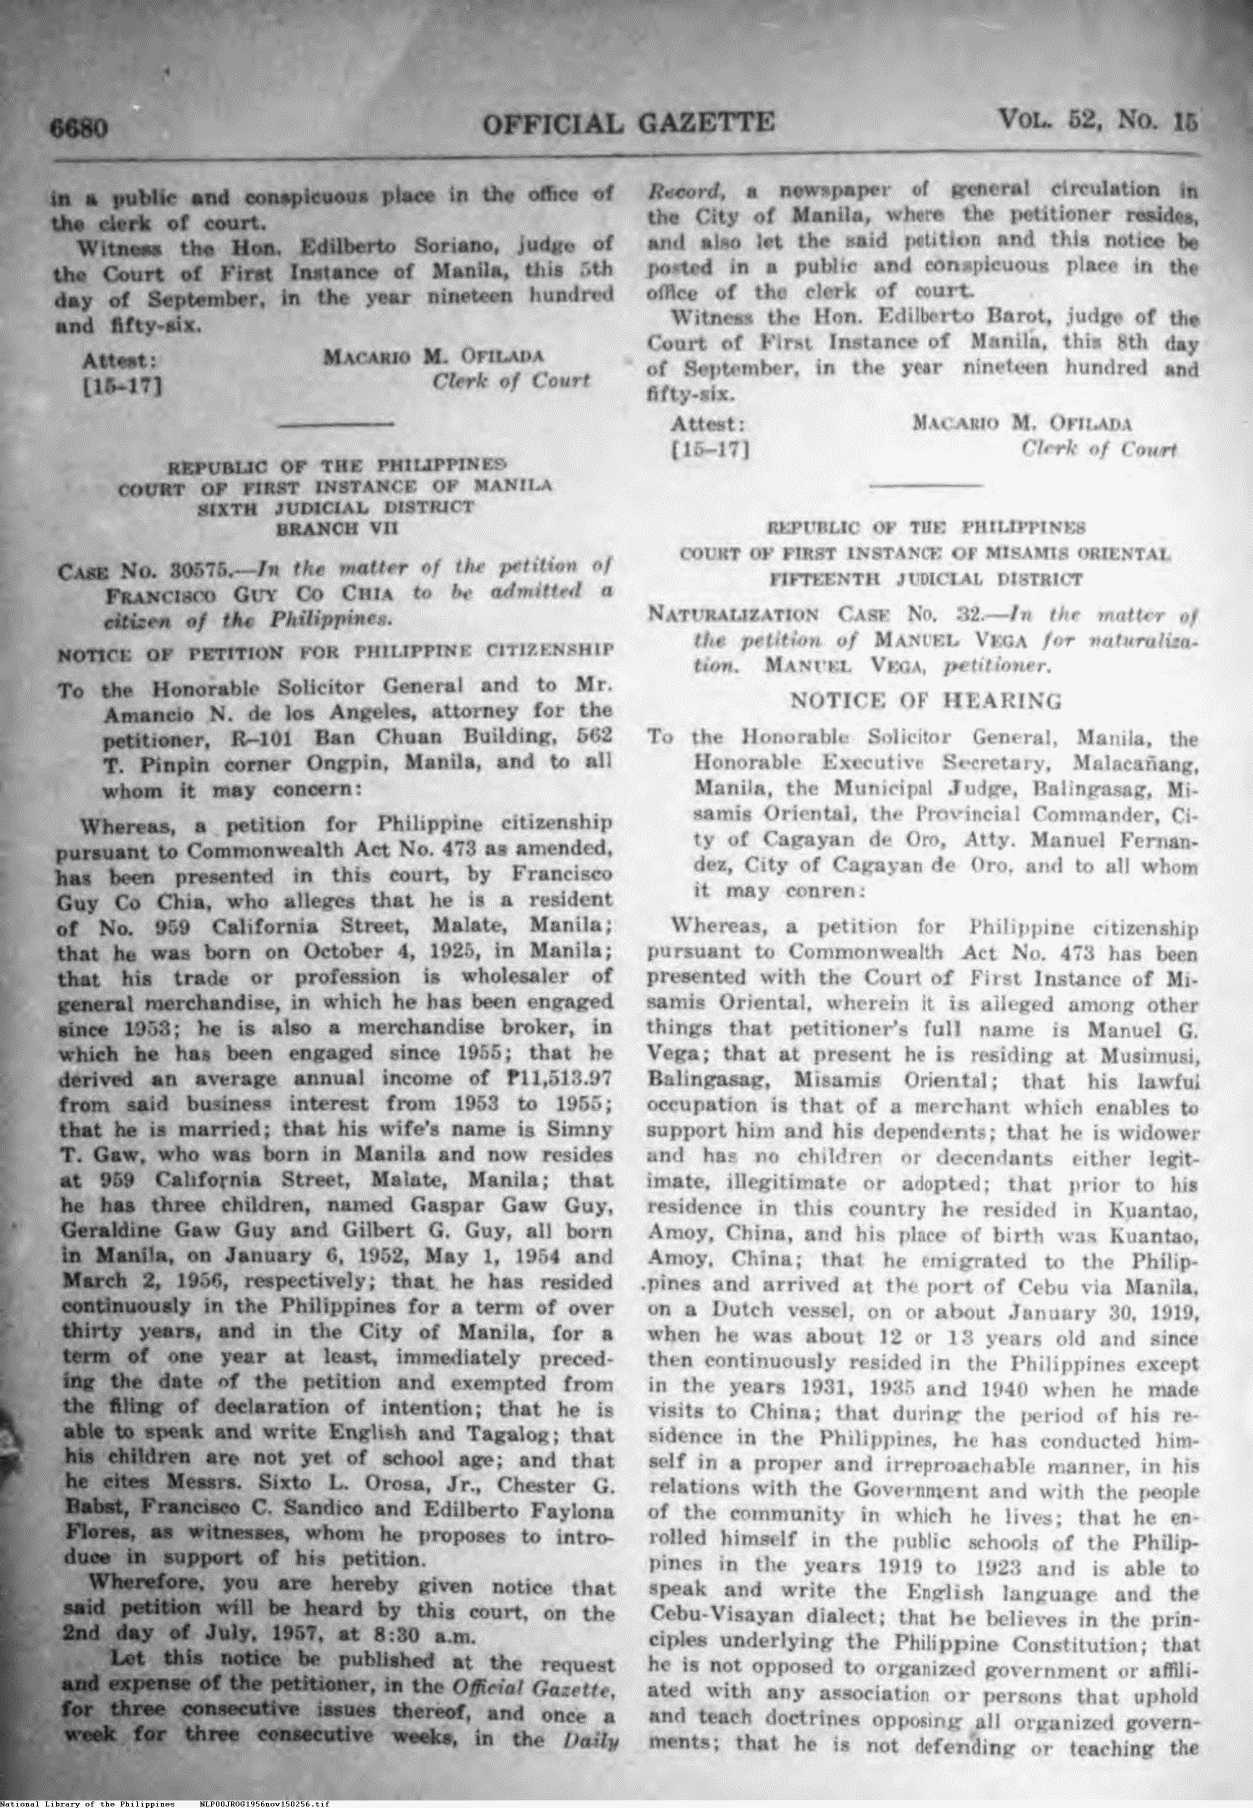 6680
OFFICIAL GAZETTE
VOL. 52, No. 15
in a public and conspicuous place in the office of
the clerk of court.
Witness the Hon. Edilberto Soriano, judge of
the Court of First Instance of Manila, this 5th
day of September, in the year nineteen hundred
and fifty-six.
Attest: MACARIO M. OFILADA
[15–17] Clerk of Court
REPUBLIC OF THE PHILIPPINES
COURT OF FIRST INSTANCE OF MANILA
SIXTH JUDICIAL DISTRICT
BRANCH VII
CASE NO. 30575.—In the matter of the petition of
FRANCISCO GUY CO CHIA to be admitted a
citizen of the Philippines.
NOTICE OF PETITION FOR PHILIPPINE CITIZENSHIP
To the Honorable Solicitor General and to Mr.
Amancio N. de los Angeles, attorney for the
petitioner, R–101 Ban Chuan Building, 562
T. Pinpin corner Ongpin, Manila, and to all
whom it may concern:
Whereas, a petition for Philippine citizenship
pursuant to Commonwealth Act No. 473 as amended,
has been presented in this court, by Francisco
Guy Co Chia, who alleges that he is a resident
of No. 959 California Street, Malate, Manila;
that he was born on October 4, 1925, in Manila;
that his trade or profession is wholesaler of
general merchandise, in which he has been engaged
since 1953; he is also a merchandise broker, in
which he has been engaged since 1955; that he
derived an average annual income of ₱11,513.97
from said business interest from 1953 to 1955;
that he is married; that his wife's name is Simny
T. Gaw, who was born in Manila and now resides
at 959 California Street, Malate, Manila; that
he has three children, named Gaspar Gaw Guy,
Geraldine Gaw Guy and Gilbert G. Guy, all born
in Manila, on January 6, 1952, May 1, 1954 and
March 2, 1956, respectively; that he has resided
continuously in the Philippines for a term of over
thirty years, and in the City of Manila, for a
term of one year at least, immediately preced-
ing the date of the petition and exempted from
the filing of declaration of intention; that he is
able to speak and write English and Tagalog; that
his children are not yet of school age; and that
he cites Messrs. Sixto L. Orosa, Jr., Chester G.
Babst, Francisco C. Sandico and Edilberto Faylona
Flores, as witnesses, whom he proposes to intro-
duce in support of his petition.
Wherefore, you are hereby given notice that
said petition will be heard by this court, on the
2nd day of July, 1957, at 8:30 a.m.
Let this notice be published at the request
and expense of the petitioner, in the Official Gazette,
for three consecutive issues thereof, and once a
week for three consecutive weeks, in the Daily
Record, a newspaper of general circulation in
the City of Manila, where the petitioner resides,
and also let the said petition and this notice be
posted in a public and conspicuous place in the
office of the clerk of court.
Witness the Hon. Edilberto Barot, judge of the
Court of First Instance of Manila, this 8th day
of September, in the year nineteen hundred and
fifty-six.
Attest: MACARIO M. OFILADA
[15–17] Clerk of Court
REPUBLIC OF THE PHILIPPINES
COURT OF FIRST INSTANCE OF MISAMIS ORIENTAL
FIFTEENTH JUDICIAL DISTRICT
NATURALIZATION CASE NO. 32.—In the matter of
the petition of MANUEL VEGA for naturaliza-
tion. MANUEL VEGA, petitioner.
NOTICE OF HEARING
To the Honorable Solicitor General, Manila, the
Honorable Executive Secretary, Malacañang,
Manila, the Municipal Judge, Balingasag, Mi-
samis Oriental, the Provincial Commander, Ci-
ty of Cagayan de Oro, Atty. Manuel Fernan-
dez, City of Cagayan de Oro, and to all whom
it may conren:
Whereas, a petition for Philippine citizenship
pursuant to Commonwealth Act No. 473 has been
presented with the Court of First Instance of Mi-
samis Oriental, wherein it is alleged among other
things that petitioner's full name is Manuel G.
Vega; that at present he is residing at Musimusi,
Balingasag, Misamis Oriental; that his lawful
occupation is that of a merchant which enables to
support him and his dependents; that he is widower
and has no children or decendants either legit-
imate, illegitimate or adopted; that prior to his
residence in this country he resided in Kuantao,
Amoy, China, and his place of birth was Kuantao,
Amoy, China; that he emigrated to the Philip-
pines and arrived at the port of Cebu via Manila,
on a Dutch vessel, on or about January 30, 1919,
when he was about 12 or 13 years old and since
then continuously resided in the Philippines except
in the years 1931, 1935 and 1940 when he made
visits to China; that during the period of his re-
sidence in the Philippines, he has conducted him-
self in a proper and irreproachable manner, in his
relations with the Government and with the people
of the community in which he lives; that he en-
rolled himself in the public schools of the Philip-
pines in the years 1919 to 1923 and is able to
speak and write the English language and the
Cebu-Visayan dialect; that he believes in the prin-
ciples underlying the Philippine Constitution; that
he is not opposed to organized government or affili-
ated with any association or persons that uphold
and teach doctrines opposing all organized govern-
ments; that he is not defending or teaching the
National Library of the Philippines NLP00JROG1956nov150256.tif